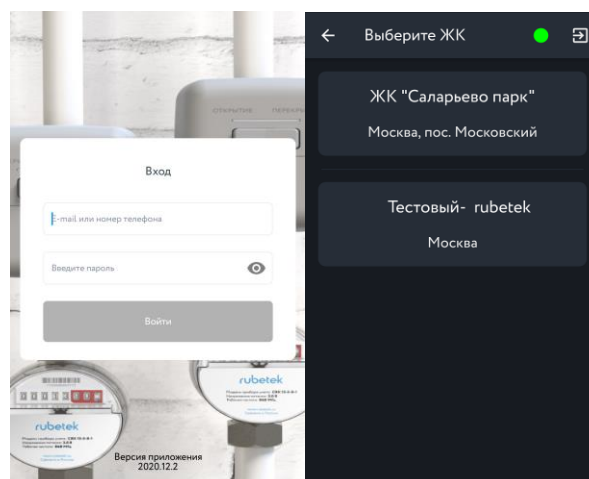 ОТКРЫТИЕ
Вход
E-mail или номер телефона
Введите пароль
Войти
rubetek
rubetek
Версия приложения
2020.12.2
Выберите ЖК
ЖК "Саларьево парк"
Москва, пос. Московский
Тестовый- rubetek
Москва